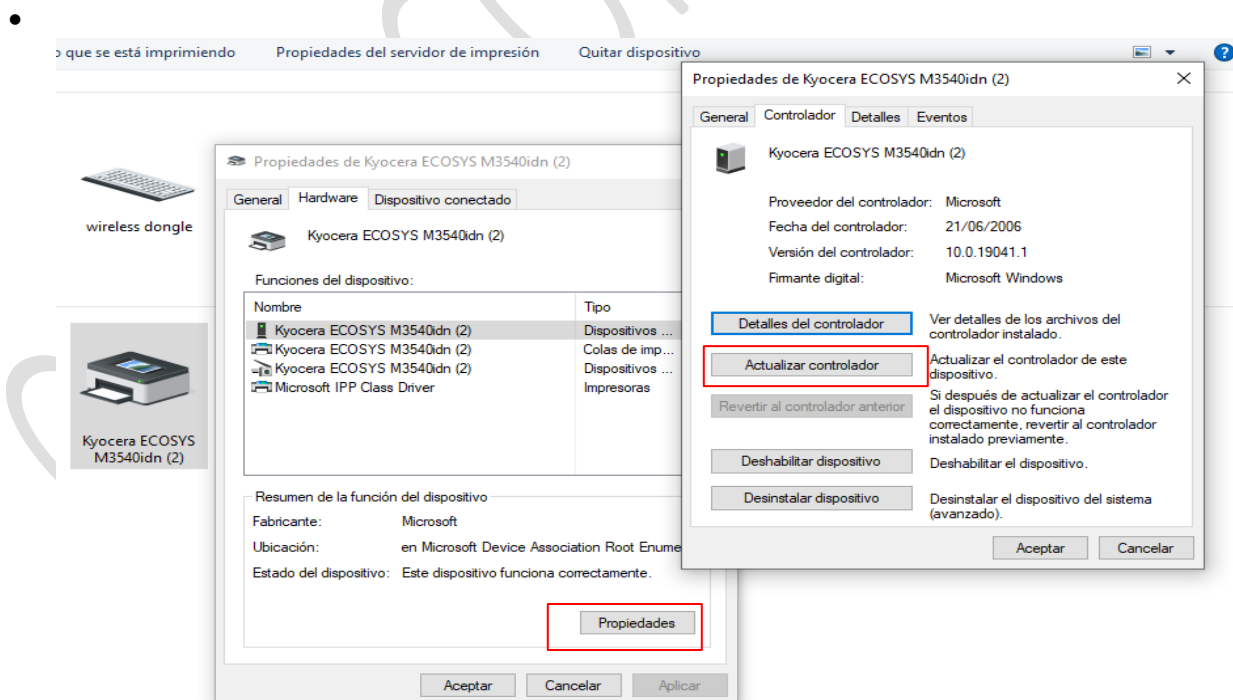 o que se está imprimiendo Propiedades del servidor de impresión Quitar dispositivo
wireless dongle
Kyocera ECOSYS
M3540idn (2)
Propiedades de Kyocera ECOSYS M3540idn (2)
General Hardware Dispositivo conectado
Kyocera ECOSYS M3540idn (2)
Funciones del dispositivo:
Nombre Tipo
Kyocera ECOSYS M3540idn (2) Dispositivos ...
Kyocera ECOSYS M3540idn (2) Colas de imp...
Kyocera ECOSYS M3540idn (2) Dispositivos ...
Microsoft IPP Class Driver Impresoras
Resumen de la función del dispositivo
Fabricante: Microsoft
Ubicación: en Microsoft Device Association Root Enume
Estado del dispositivo: Este dispositivo funciona correctamente.
Propiedades
Aceptar Cancelar Aplicar
Propiedades de Kyocera ECOSYS M3540idn (2)
General Controlador Detalles Eventos
Kyocera ECOSYS M3540idn (2)
Proveedor del controlador: Microsoft
Fecha del controlador: 21/06/2006
Versión del controlador: 10.0.19041.1
Firmante digital: Microsoft Windows
Detalles del controlador Ver detalles de los archivos del
controlador instalado.
Actualizar controlador Actualizar el controlador de este
dispositivo.
Revertir al controlador anterior Si después de actualizar el controlador
el dispositivo no funciona
correctamente, revertir al controlador
instalado previamente.
Deshabilitar dispositivo Deshabilitar el dispositivo.
Desinstalar dispositivo Desinstalar el dispositivo del sistema
(avanzado).
Aceptar Cancelar